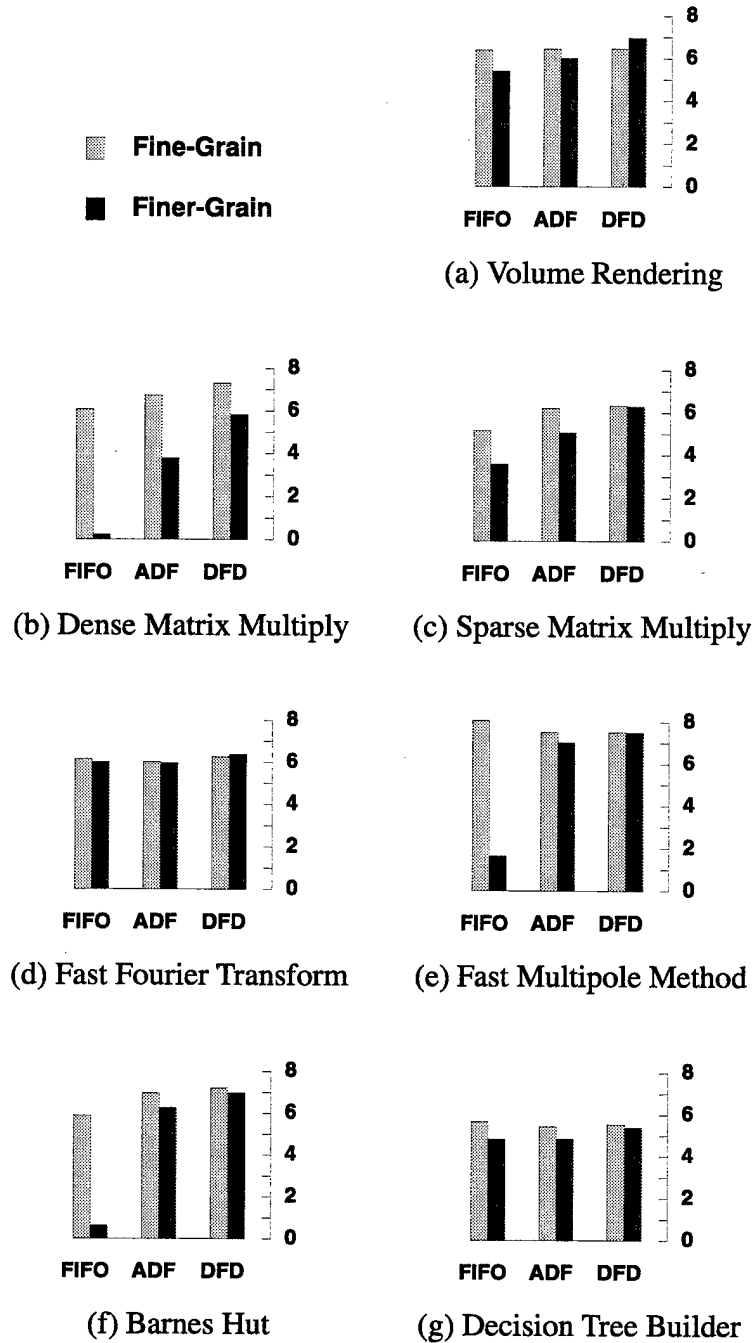 8
6
4
2
0
Fine-Grain
Finer-Grain
FIFO ADF DFD
(a) Volume Rendering
8
6
4
2
0
FIFO ADF DFD
(b) Dense Matrix Multiply
8
6
4
2
0
FIFO ADF DFD
(c) Sparse Matrix Multiply
8
6
4
2
0
FIFO ADF DFD
(d) Fast Fourier Transform
8
6
4
2
0
FIFO ADF DFD
(e) Fast Multipole Method
8
6
4
2
0
FIFO ADF DFD
(f) Barnes Hut
8
6
4
2
0
FIFO ADF DFD
(g) Decision Tree Builder